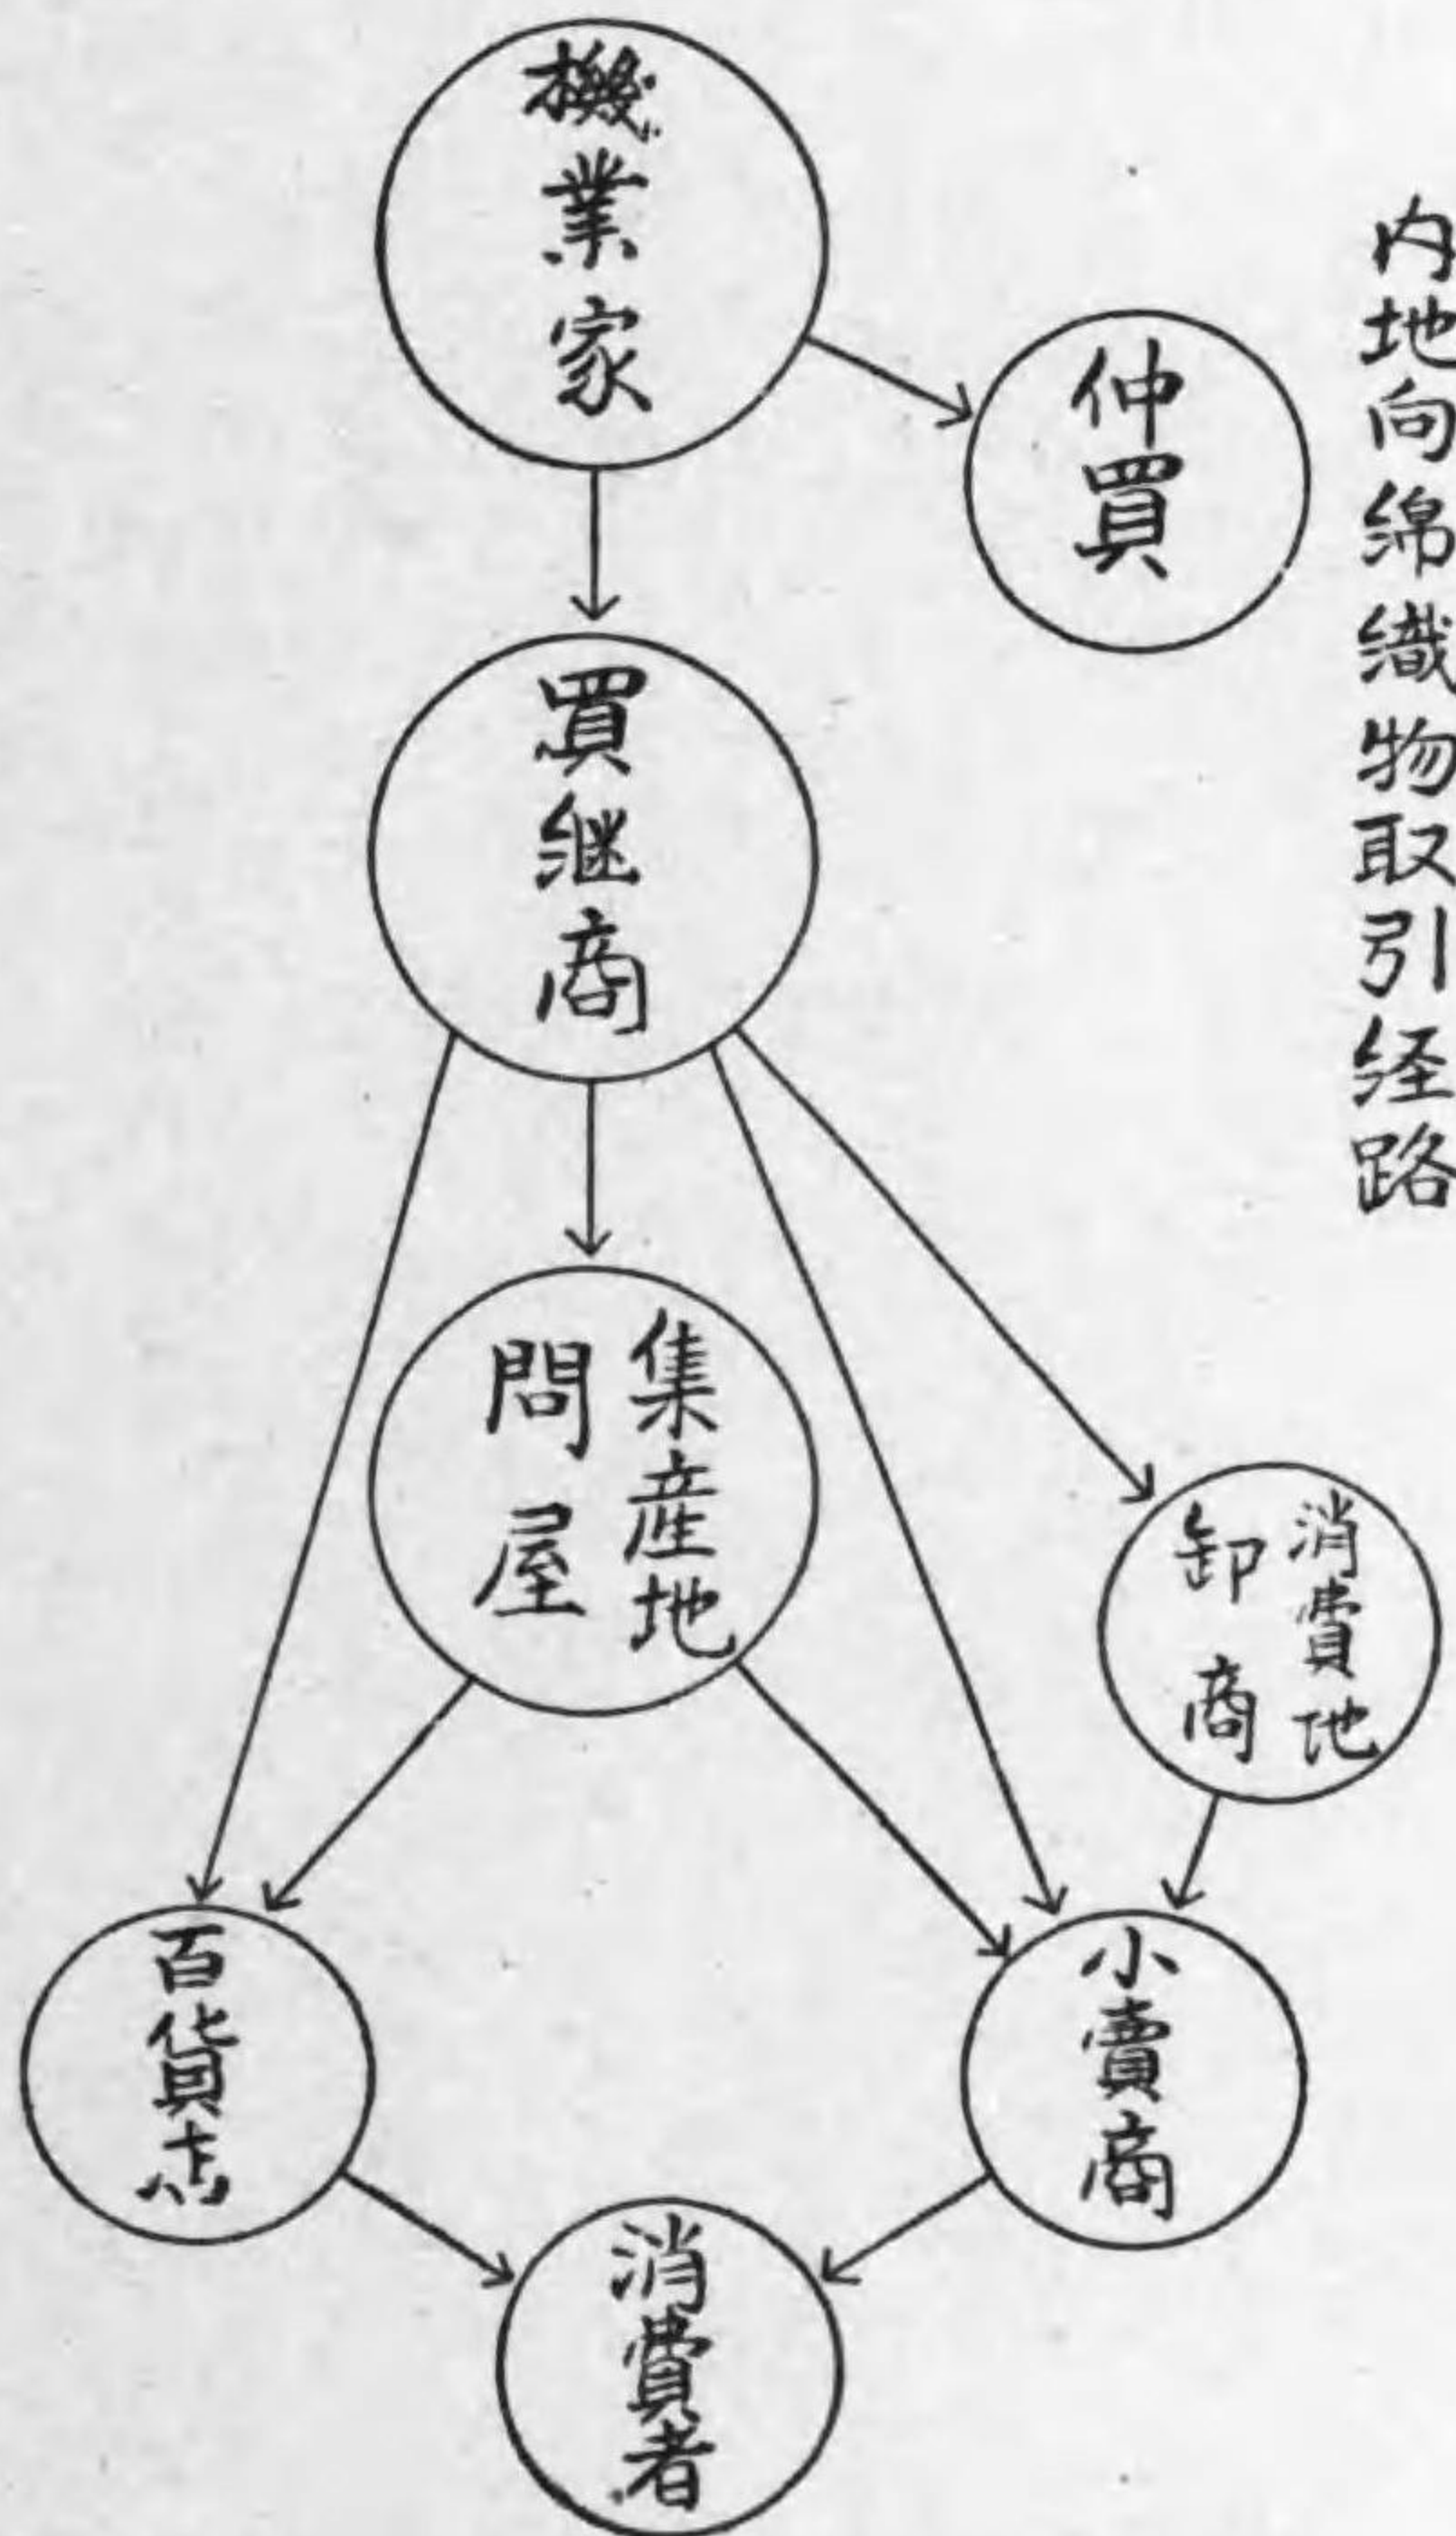 内地向綿織物取引経路
機業家
仲買
買継商
集産地
問屋
消費地
卸商
百貨店
小賣商
消費者